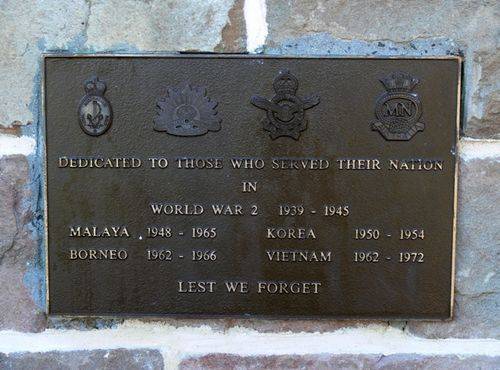 MN
DEDICATED TO THOSE WHO SERVED THEIR NATION
IN
WORLD WAR 2 1939 - 1945
MALAYA 1948 - 1965 KOREA 1950 - 1954
BORNEO 1962 - 1966 VIETNAM 1962 - 1972
LEST WE FORGET